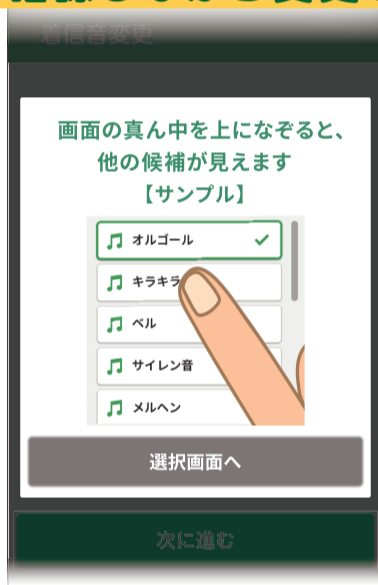 着信音変更
画面の真ん中を上になぞると、
他の候補が見えます
【サンプル】
オルゴール
キラキラ
ベル
サイレン音
メルヘン
選択画面へ
次に進む